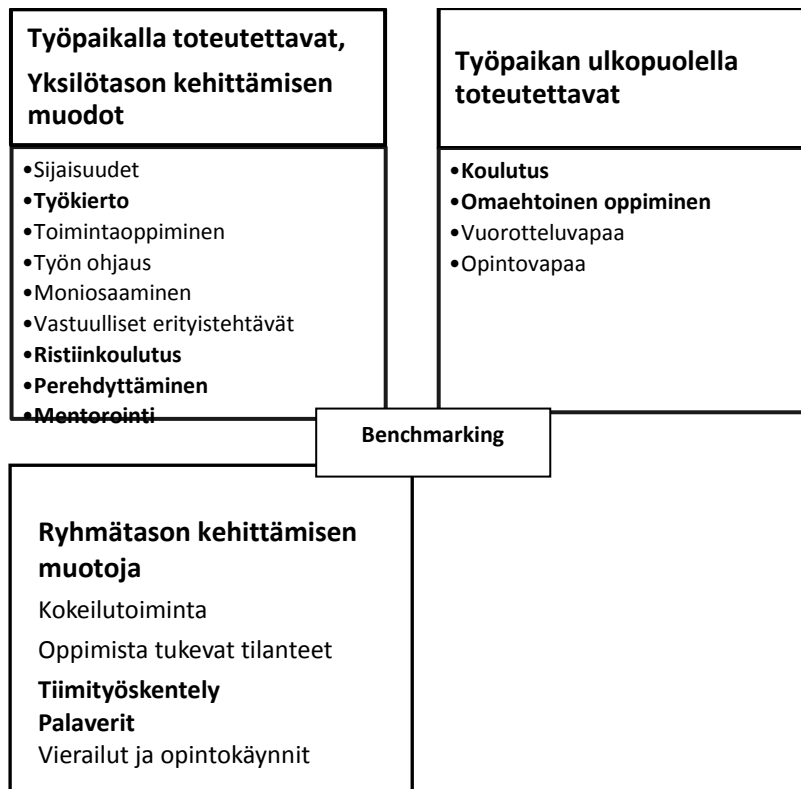 Työpaikalla toteutettavat,
Yksilötason kehittämisen
muodot
•Sijaisuudet
•Työkierto
•Toimintaoppiminen
•Työn ohjaus
•Moniosaaminen
•Vastuulliset erityistehtävät
•Ristiinkoulutus
•Perehdyttäminen
•Mentorointi
Työpaikan ulkopuolella
toteutettavat
•Koulutus
•Omaehtoinen oppiminen
•Vuorotteluvapaa
•Opintovapaa
Benchmarking
Ryhmätason kehittämisen
muotoja
Kokeilutoiminta
Oppimista tukevat tilanteet
Tiimityöskentely
Palaverit
Vierailut ja opintokäynnit